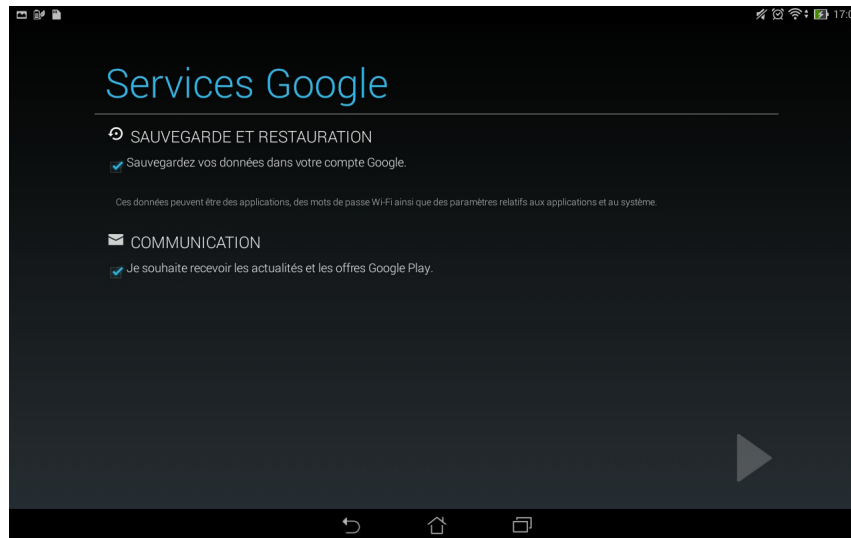 17:0
Services Google
SAUVEGARDE ET RESTAURATION
Sauvegardez vos données dans votre compte Google.
Ces données peuvent être des applications, des mots de passe Wi-Fi ainsi que des paramètres relatifs aux applications et au système.
COMMUNICATION
Je souhaite recevoir les actualités et les offres Google Play.